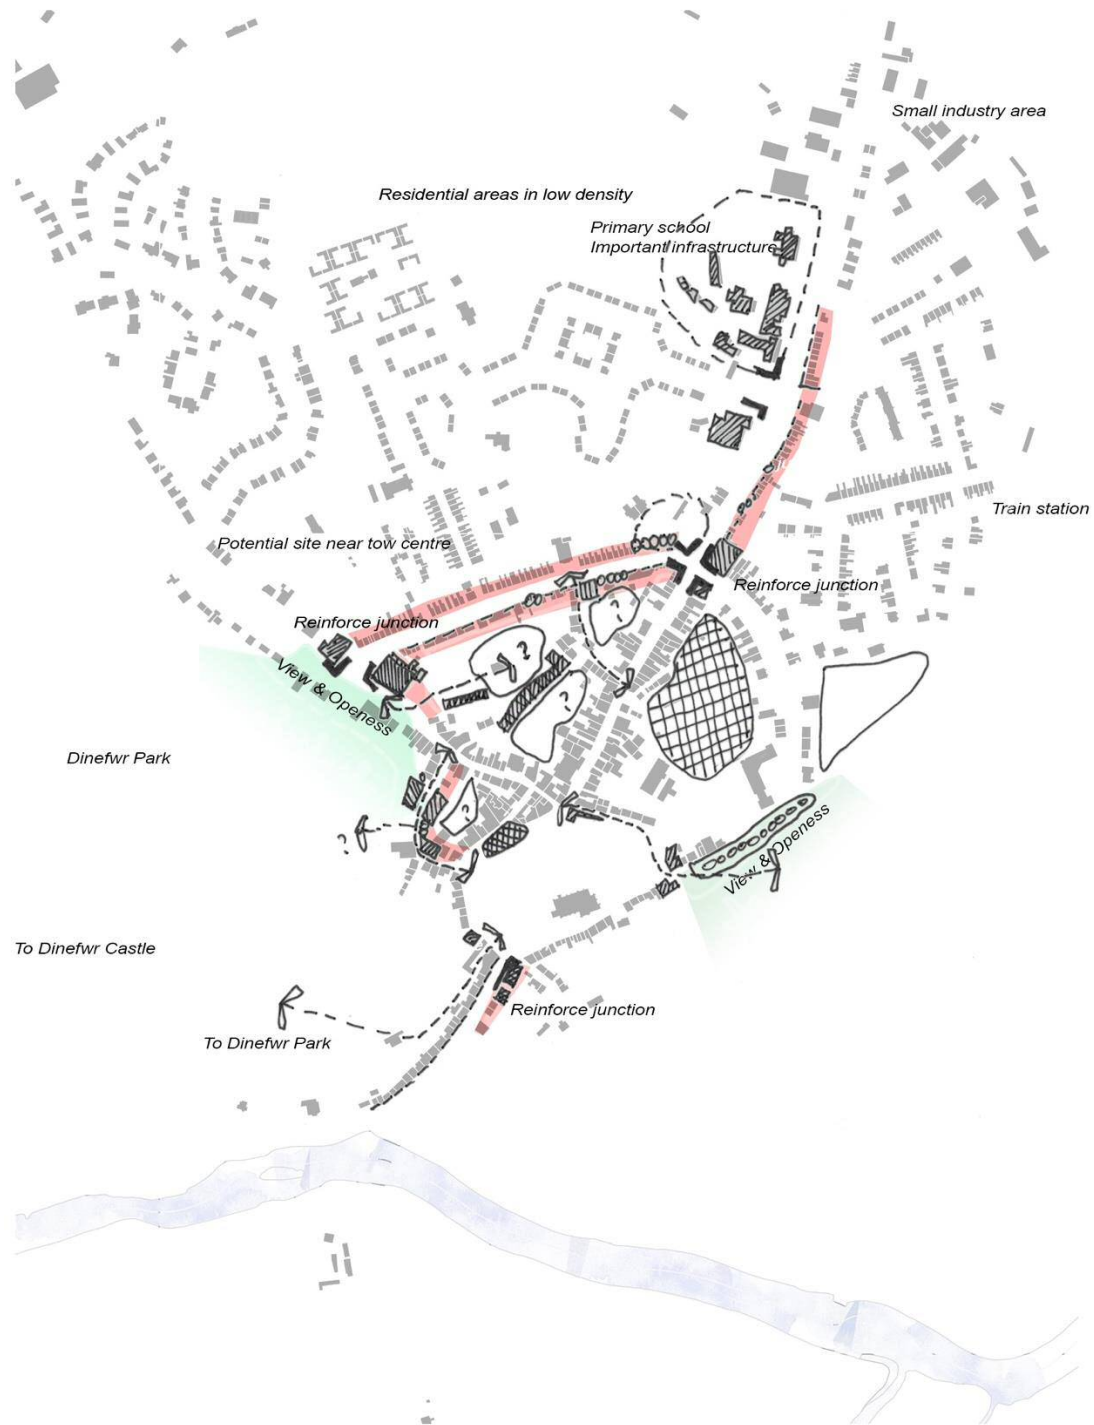 Small industry area
Residential areas in low density
Primary school
Important infrastructure
Train station
Potential site near tow centre
Reinforce junction
Reinforce junction
View & Openess
?
?
?
Dinefwr Park
?
?
View & Openess
To Dinefwr Castle
Reinforce junction
To Dinefwr Park